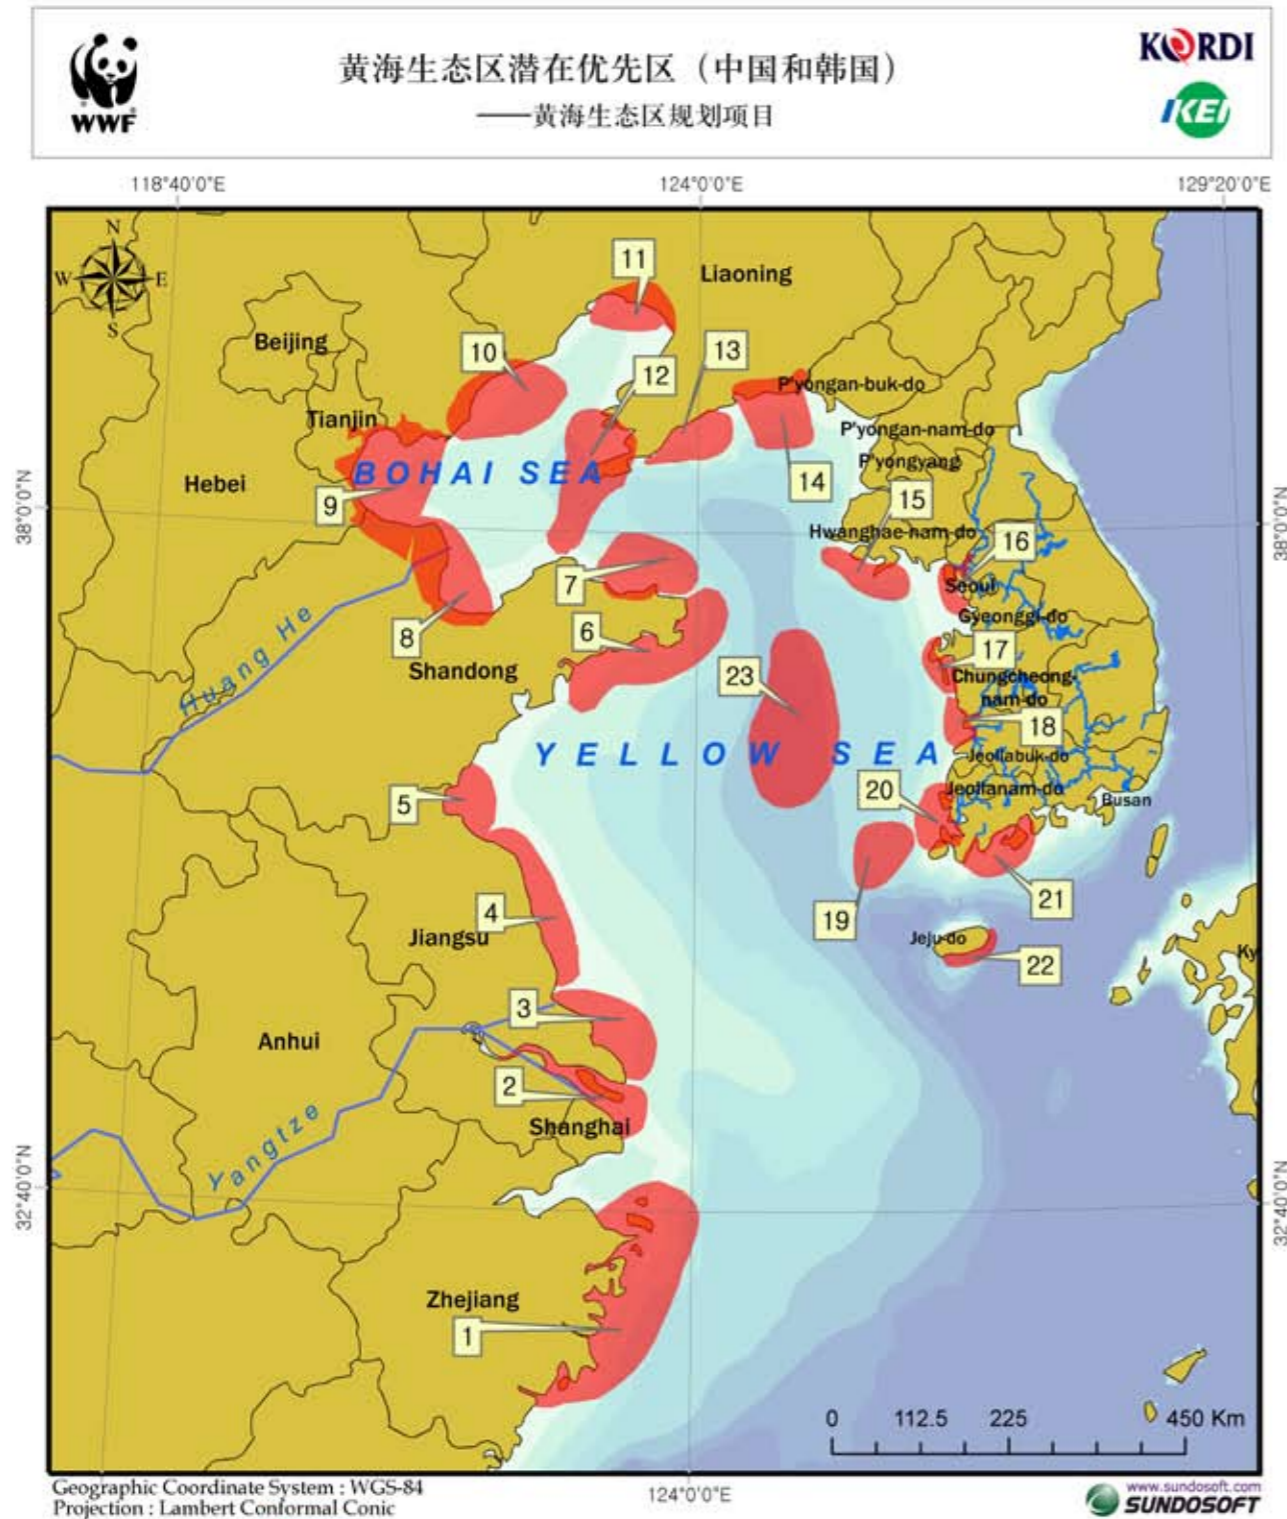 WWF
黄海生态区潜在优先区（中国和韩国）
——黄海生态区规划项目
KORDI
KEI
118°40'0"E
124°0'0"E
129°20'0"E
N
W
E
S
11
Liaoning
Beijing
10
13
12
P'yongan-buk-do
Tianjin
P'yongan-nam-do
BOHAI SEA
P'yongyang
Hebei
14
15
9
38°0'0"N
38°0'0"N
Hwanghae-nam-do
16
7
Seoul
Gyeonggi-do
Huang He
8
6
17
Shandong
23
Chungcheong-
nam-do
18
YELLOW SEA
Jeollabuk-do
20
Jeollanam-do
Busan
5
4
19
21
Jiangsu
Jeju-do
Ky
22
3
Anhui
2
Shanghai
Yangtze
32°40'0"N
32°40'0"N
Zhejiang
1
0 112.5 225 450 Km
Geographic Coordinate System : WGS-84
Projection : Lambert Conformal Conic
124°0'0"E
www.sundosoft.com
SUNDOSOFT